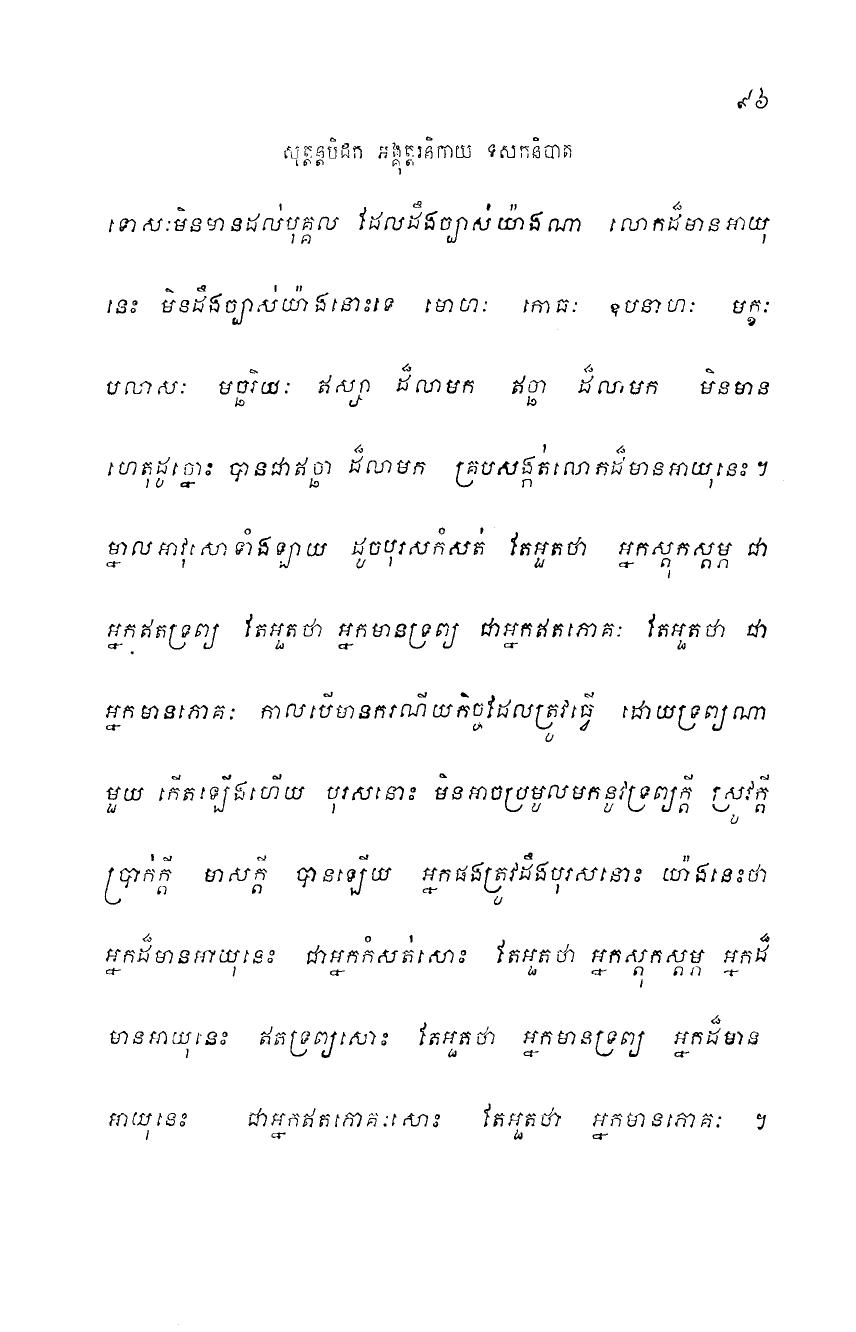 ៩៦
សុត្តន្តបិដក អង្គុត្តរនិកាយ ទសកនិបាត
ទោសៈមិនមានដល់បុគ្គល ដែលដឹងច្បាស់យ៉ាងណា លោកដ៏មានអាយុ
នេះ មិនដឹងច្បាស់យ៉ាងនោះទេ មោហៈ កោធៈ ឧបនាហៈ មក្ខៈ
បលាសៈ មច្ឆរិយៈ ឥស្សា ដ៏លាមក ឥច្ឆា ដ៏លាមក មិនមាន
ហេតុដូច្នោះ បានជាឥច្ឆា ដ៏លាមក គ្របសង្កត់លោកដ៏មានអាយុនេះ។
ម្នាលអាវុសោទាំងឡាយ ដូចបុរសកំសត់ តែអួតថា អ្នកស្តុកស្តម្ភ ជា
អ្នកឥតទ្រព្យ តែអួតថា អ្នកមានទ្រព្យ ជាអ្នកឥតភោគៈ តែអួតថា ជា
អ្នកមានភោគៈ កាលបើមានករណីយកិច្ចដែលត្រូវធ្វើ ដោយទ្រព្យណា
មួយ កើតឡើងហើយ បុរសនោះ មិនអាចប្រមូលមកនូវទ្រព្យក្តី ស្រូវក្តី
ប្រាក់ក្តី មាសក្តី បានឡើយ អ្នកផងត្រូវដឹងបុរសនោះ យ៉ាងនេះថា
អ្នកដ៏មានអាយុនេះ ជាអ្នកកំសត់សោះ តែអួតថា អ្នកស្តុកស្តម្ភ អ្នកដ៏
មានអាយុនេះ ឥតទ្រព្យសោះ តែអួតថា អ្នកមានទ្រព្យ អ្នកដ៏មាន
អាយុនេះ ជាអ្នកឥតភោគៈសោះ តែអួតថា អ្នកមានភោគៈ ។